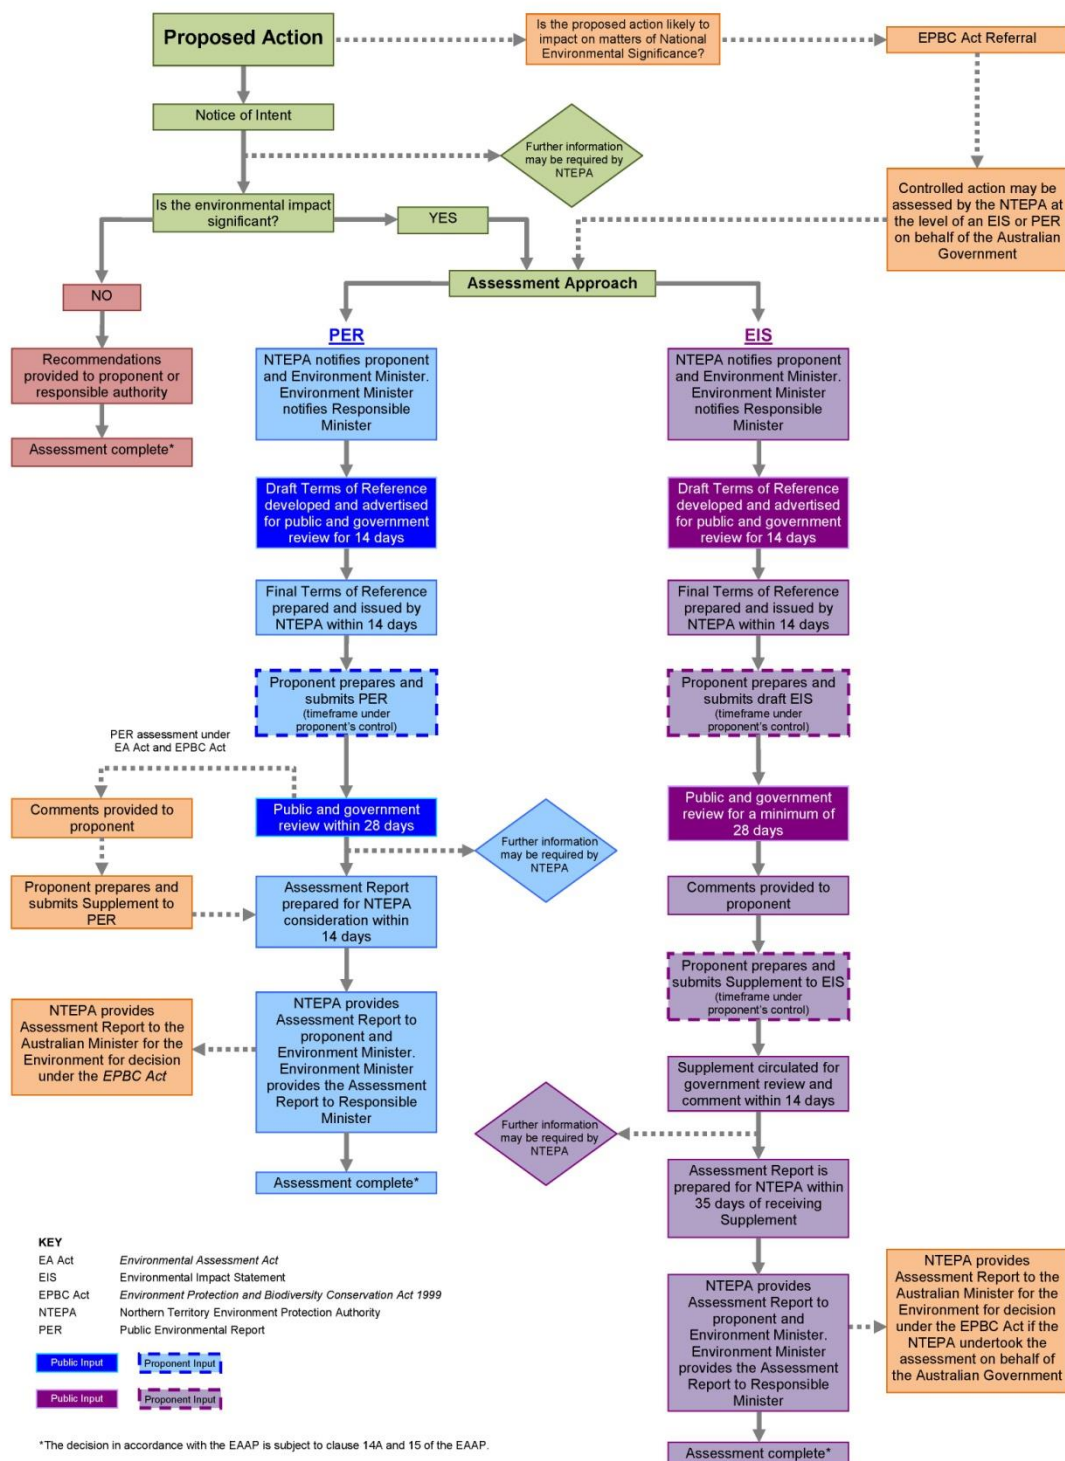 Proposed Action
Is the proposed action likely to
impact on matters of National
Environmental Significance?
EPBC Act Referral
Notice of Intent
Further information
may be required by
NTEPA
Is the environmental impact
significant?
YES
Controlled action may be
assessed by the NTEPA at
the level of an EIS or PER
on behalf of the Australian
Government
Assessment Approach
NO
Recommendations
provided to proponent or
responsible authority
Assessment complete*
PER
NTEPA notifies proponent
and Environment Minister.
Environment Minister
notifies Responsible
Minister
Draft Terms of Reference
developed and advertised
for public and government
review for 14 days
Final Terms of Reference
prepared and issued by
NTEPA within 14 days
Proponent prepares and
submits PER
(timeframe under
proponent's control)
PER assessment under
EA Act and EPBC Act
Comments provided to
proponent
Public and government
review within 28 days
Further information
may be required by
NTEPA
Proponent prepares and
submits Supplement to
PER
Assessment Report
prepared for NTEPA
consideration within
14 days
NTEPA provides
Assessment Report to the
Australian Minister for the
Environment for decision
under the EPBC Act
NTEPA provides
Assessment Report to
proponent and
Environment Minister.
Environment Minister
provides the Assessment
Report to Responsible
Minister
Assessment complete*
EIS
NTEPA notifies proponent
and Environment Minister.
Environment Minister
notifies Responsible
Minister
Draft Terms of Reference
developed and advertised
for public and government
review for 14 days
Final Terms of Reference
prepared and issued by
NTEPA within 14 days
Proponent prepares and
submits draft EIS
(timeframe under
proponent's control)
Public and government
review for a minimum of
28 days
Comments provided to
proponent
Proponent prepares and
submits Supplement to EIS
(timeframe under
proponent's control)
Supplement circulated for
government review and
comment within 14 days
Further information
may be required by
NTEPA
Assessment Report is
prepared for NTEPA within
35 days of receiving
Supplement
NTEPA provides
Assessment Report to
proponent and
Environment Minister.
Environment Minister
provides the Assessment
Report to Responsible
Minister
NTEPA provides
Assessment Report to the
Australian Minister for the
Environment for decision
under the EPBC Act if the
NTEPA undertook the
assessment on behalf of
the Australian Government
Assessment complete*
KEY
EA Act Environmental Assessment Act
EIS Environmental Impact Statement
EPBC Act Environment Protection and Biodiversity Conservation Act 1999
NTEPA Northern Territory Environment Protection Authority
PER Public Environmental Report
Public Input Proponent Input
Public Input Proponent Input
*The decision in accordance with the EAAP is subject to clause 14A and 15 of the EAAP.